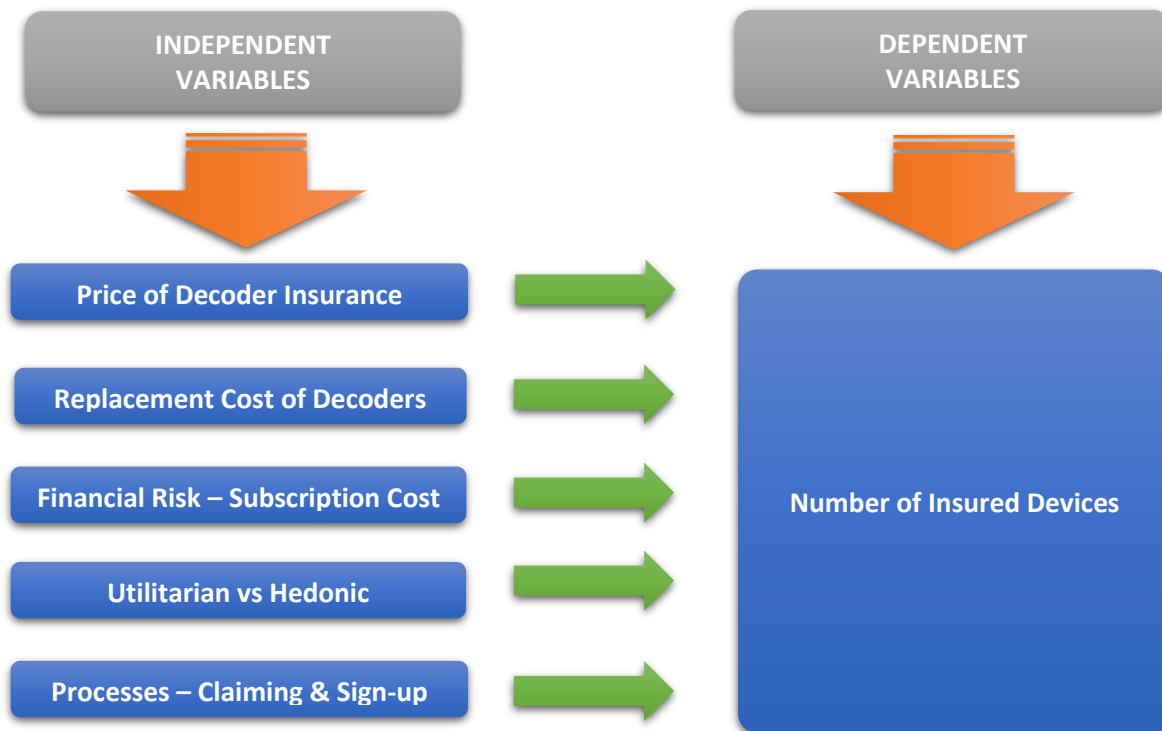 INDEPENDENT
VARIABLES
DEPENDENT
VARIABLES
Price of Decoder Insurance
Replacement Cost of Decoders
Financial Risk – Subscription Cost
Utilitarian vs Hedonic
Processes – Claiming & Sign-up
Number of Insured Devices